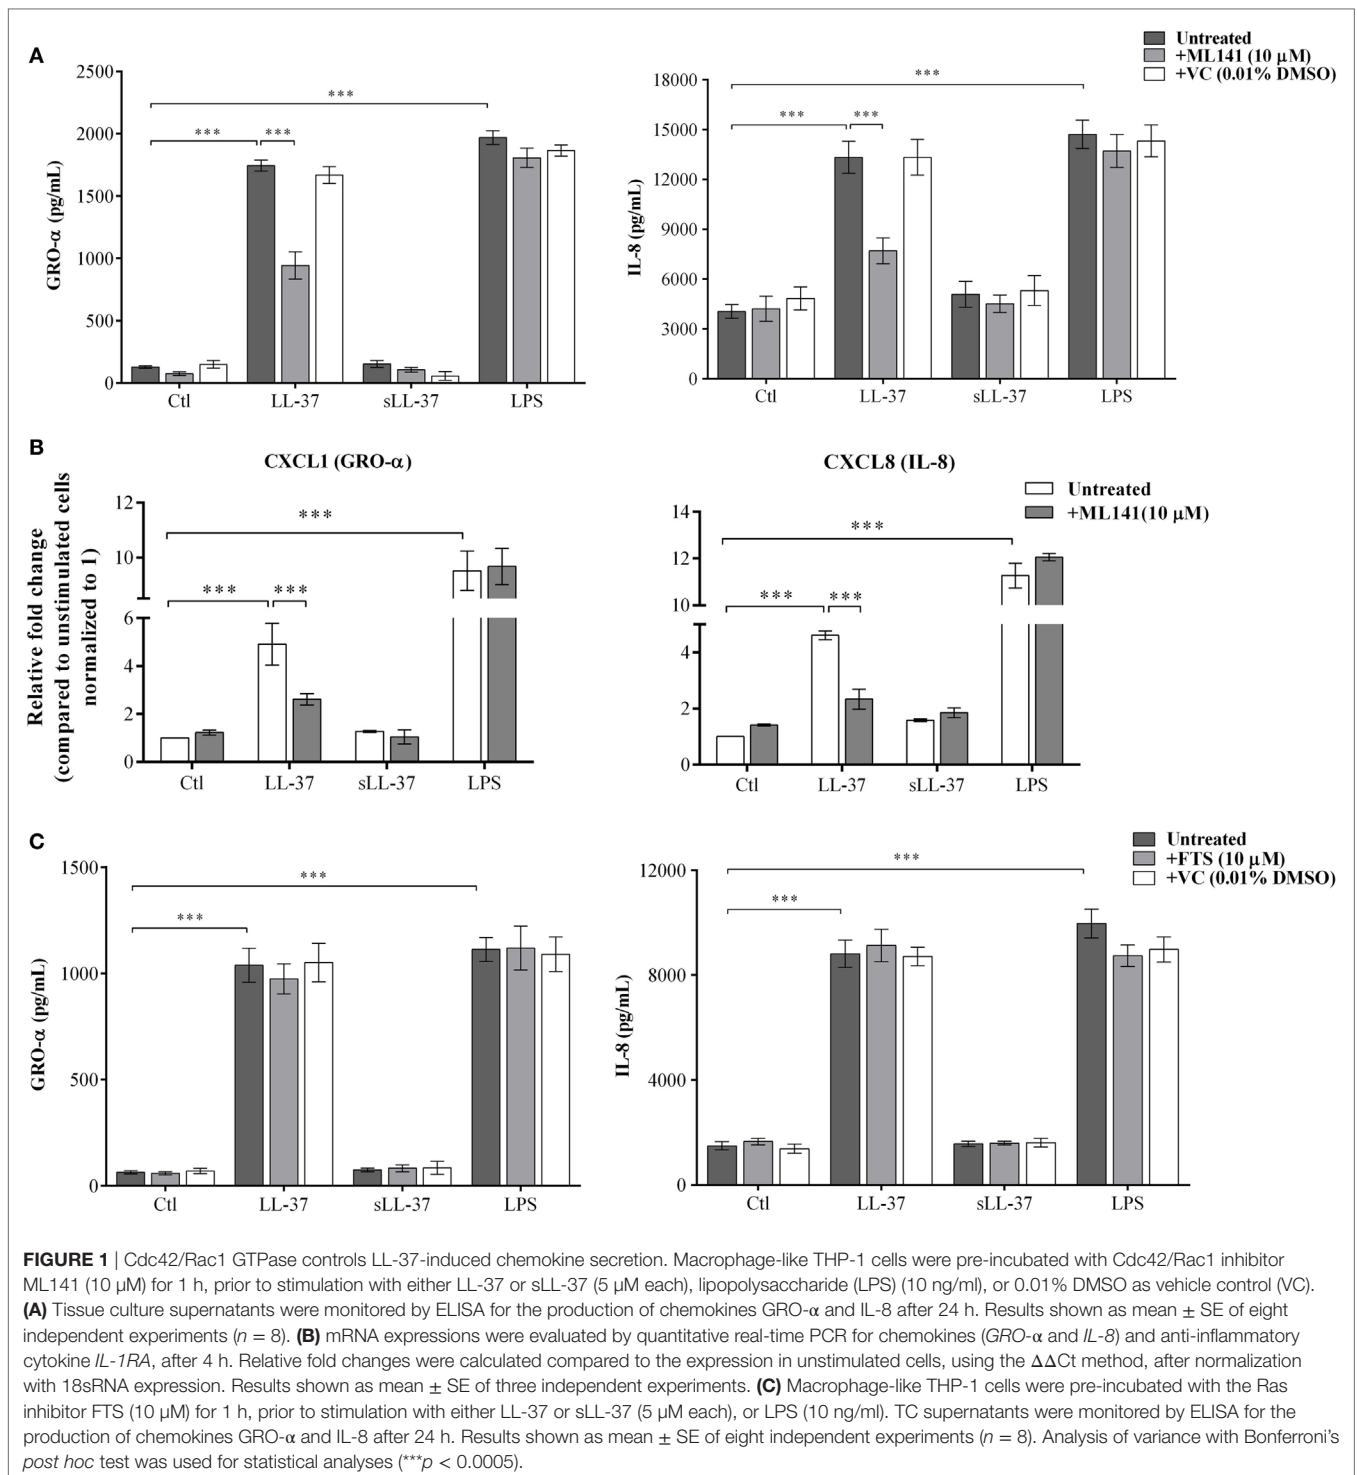 A
Untreated
+ML141 (10 μM)
+VC (0.01% DMSO)
GRO-α (pg/mL)
2500
2000
1500
1000
500
0
***
***
***
Ctl LL-37 sLL-37 LPS
IL-8 (pg/mL)
18000
15000
12000
9000
6000
3000
0
***
***
***
Ctl LL-37 sLL-37 LPS
B
Relative fold change
(compared to unstimulated cells
normalized to 1)
CXCL1 (GRO-α)
12
10
6
4
2
0
***
***
***
Ctl LL-37 sLL-37 LPS
CXCL8 (IL-8)
Untreated
+ML141(10 μM)
14
12
10
4
2
0
***
***
***
Ctl LL-37 sLL-37 LPS
C
Untreated
+FTS (10 μM)
+VC (0.01% DMSO)
GRO-α (pg/mL)
1500
1000
500
0
***
***
Ctl LL-37 sLL-37 LPS
IL-8 (pg/mL)
12000
8000
4000
0
***
***
Ctl LL-37 sLL-37 LPS
FIGURE 1 | Cdc42/Rac1 GTPase controls LL-37-induced chemokine secretion. Macrophage-like THP-1 cells were pre-incubated with Cdc42/Rac1 inhibitor
ML141 (10 μM) for 1 h, prior to stimulation with either LL-37 or sLL-37 (5 μM each), lipopolysaccharide (LPS) (10 ng/ml), or 0.01% DMSO as vehicle control (VC).
(A) Tissue culture supernatants were monitored by ELISA for the production of chemokines GRO-α and IL-8 after 24 h. Results shown as mean ± SE of eight
independent experiments (n = 8). (B) mRNA expressions were evaluated by quantitative real-time PCR for chemokines (GRO-α and IL-8) and anti-inflammatory
cytokine IL-1RA, after 4 h. Relative fold changes were calculated compared to the expression in unstimulated cells, using the ΔΔCt method, after normalization
with 18sRNA expression. Results shown as mean ± SE of three independent experiments. (C) Macrophage-like THP-1 cells were pre-incubated with the Ras
inhibitor FTS (10 μM) for 1 h, prior to stimulation with either LL-37 or sLL-37 (5 μM each), or LPS (10 ng/ml). TC supernatants were monitored by ELISA for the
production of chemokines GRO-α and IL-8 after 24 h. Results shown as mean ± SE of eight independent experiments (n = 8). Analysis of variance with Bonferroni’s
post hoc test was used for statistical analyses (***p < 0.0005).